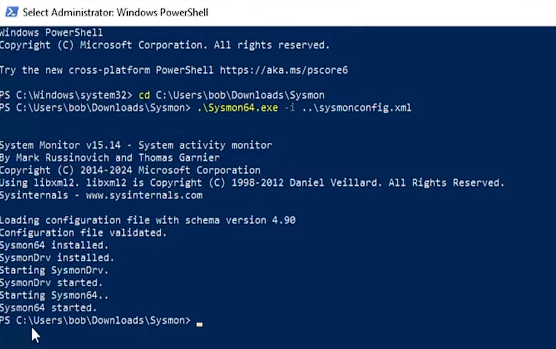 Select Administrator: Windows PowerShell
Windows PowerShell
Copyright (C) Microsoft Corporation. All rights reserved.
Try the new cross-platform PowerShell https://aka.ms/pscore6
PS C:\Windows\system32> cd C:\Users\bob\Downloads\Sysmon
PS C:\Users\bob\Downloads\Sysmon> .\Sysmon64.exe -i ..\sysmonconfig.xml
System Monitor v15.14 - System activity monitor
By Mark Russinovich and Thomas Garnier
Copyright (C) 2014-2024 Microsoft Corporation
Using libxml2. libxml2 is Copyright (C) 1998-2012 Daniel Veillard. All Rights Reserved.
Sysinternals - www.sysinternals.com
Loading configuration file with schema version 4.90
Configuration file validated.
Sysmon64 installed.
SysmonDrv installed.
Starting SysmonDrv.
SysmonDrv started.
Starting Sysmon64..
Sysmon64 started.
PS C:\Users\bob\Downloads\Sysmon>